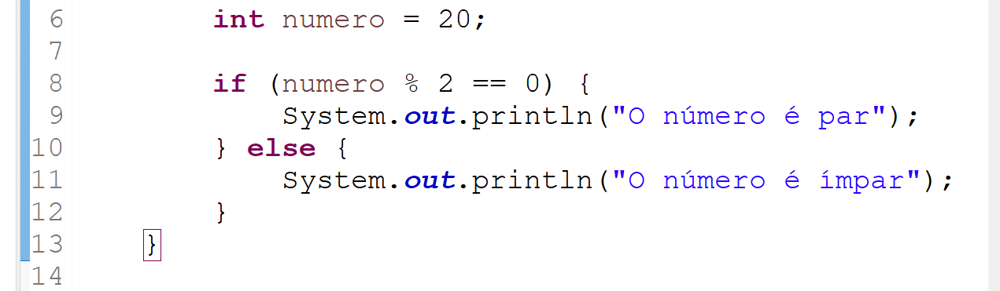 6 int numero = 20;
7
8 if (numero % 2 == 0) {
9 System.out.println("O número é par");
10 } else {
11 System.out.println("O número é ímpar");
12 }
13 }
14